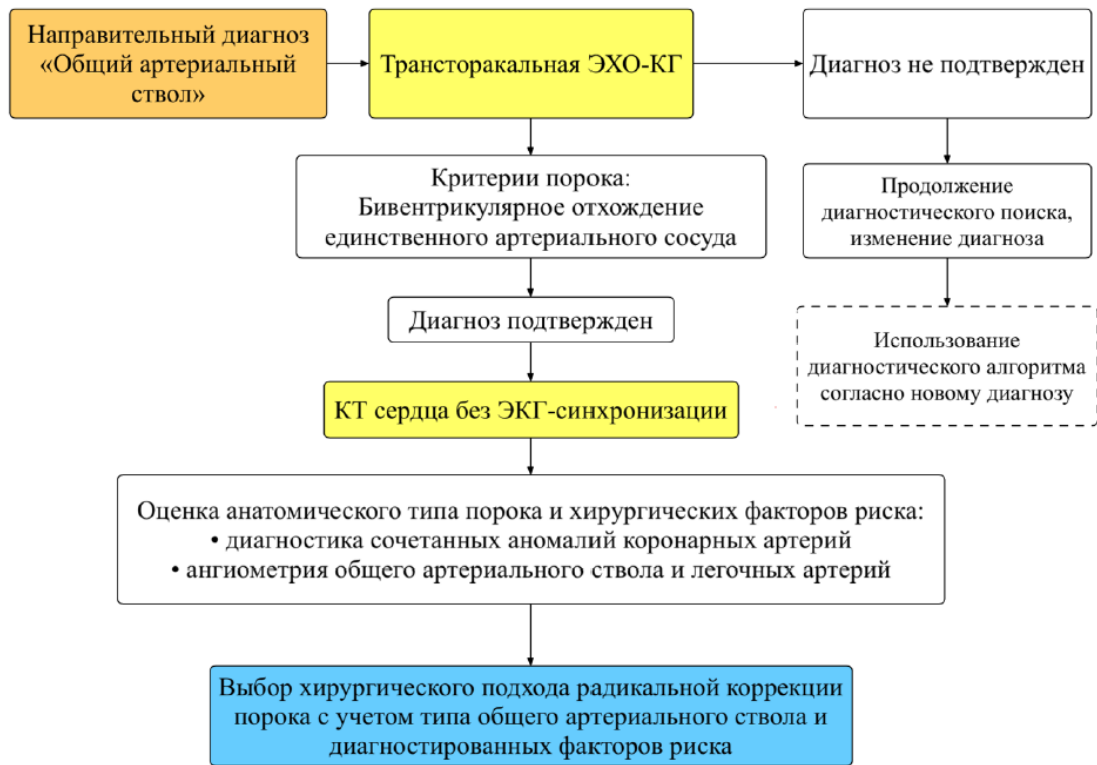 Направительный диагноз
«Общий артериальный
ствол»
Трансторакальная ЭХО-КГ
Диагноз не подтвержден
Критерии порока:
Бивентрикулярное отхождение
единственного артериального сосуда
Продолжение
диагностического поиска,
изменение диагноза
Диагноз подтвержден
Использование
диагностического алгоритма
согласно новому диагнозу
КТ сердца без ЭКГ-синхронизации
Оценка анатомического типа порока и хирургических факторов риска:
• диагностика сочетанных аномалий коронарных артерий
• ангиометрия общего артериального ствола и легочных артерий
Выбор хирургического подхода радикальной коррекции
порока с учетом типа общего артериального ствола и
диагностированных факторов риска